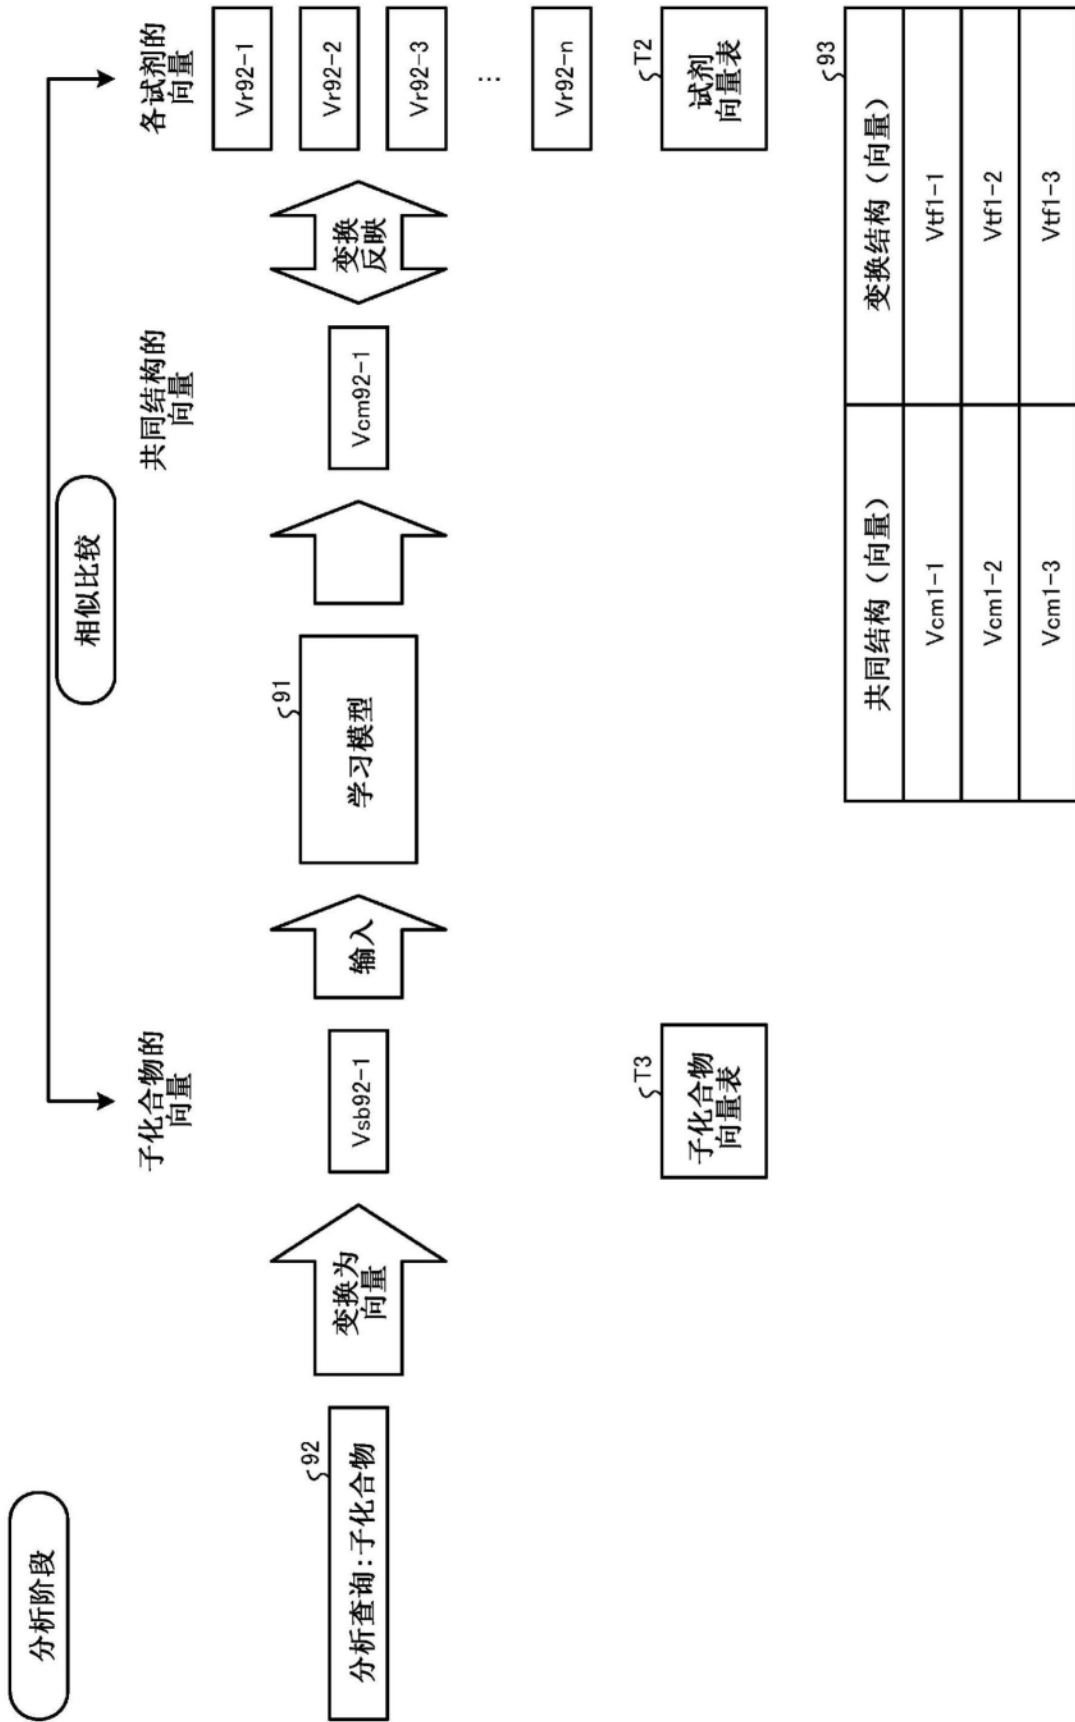 分析阶段
相似比较
子化合物的
向量
共同结构的
向量
各试剂的
向量
92
分析查询:子化合物
变换为
向量
Vsb92-1
输入
91
学习模型
Vcm92-1
变换
反映
Vr92-1
Vr92-2
Vr92-3
...
Vr92-n
T3
子化合物
向量表
T2
试剂
向量表
93
共同结构（向量） 变换结构（向量）
Vcm1-1 Vtf1-1
Vcm1-2 Vtf1-2
Vcm1-3 Vtf1-3